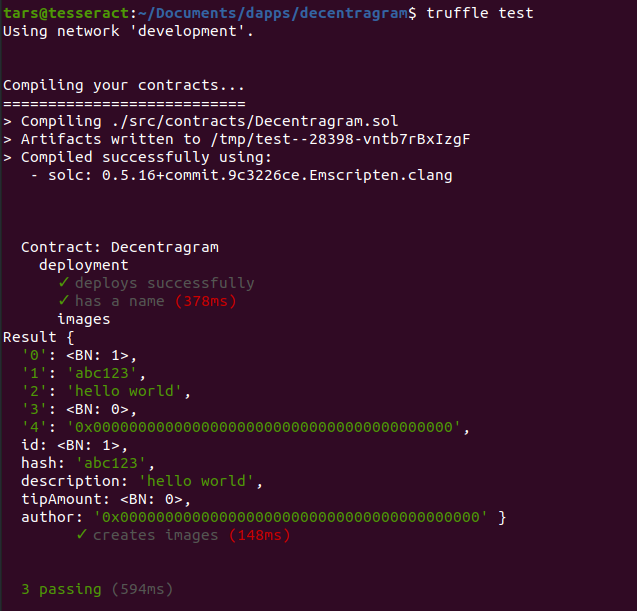 tars@tesseract:~/Documents/dapps/decentragram$ truffle test
Using network 'development'.
Compiling your contracts...
===========================
> Compiling ./src/contracts/Decentragram.sol
> Artifacts written to /tmp/test--28398-vntb7rBxIzgF
> Compiled successfully using:
- solc: 0.5.16+commit.9c3226ce.Emscripten.clang
Contract: Decentragram
deployment
✓ deploys successfully
✓ has a name (378ms)
images
Result {
'0': <BN: 1>,
'1': 'abc123',
'2': 'hello world',
'3': <BN: 0>,
'4': '0x0000000000000000000000000000000000000000',
id: <BN: 1>,
hash: 'abc123',
description: 'hello world',
tipAmount: <BN: 0>,
author: '0x0000000000000000000000000000000000000000' }
✓ creates images (148ms)
3 passing (594ms)